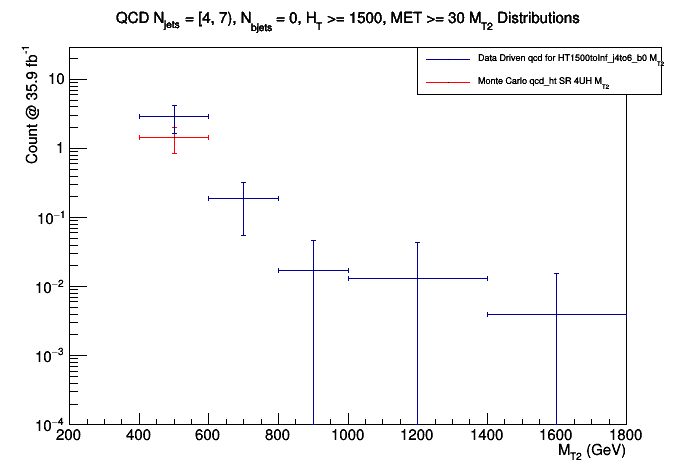 QCD N_jets = [4, 7), N_bjets = 0, H_T >= 1500, MET >= 30 M_T2 Distributions
Data Driven qcd for HT1500toInf_j4to6_b0 M_T2
Monte Carlo qcd_ht SR 4UH M_T2
Count @ 35.9 fb^-1
10
1
10^−1
10^−2
10^−3
10^−4
200 400 600 800 1000 1200 1400 1600 1800
M_T2 (GeV)